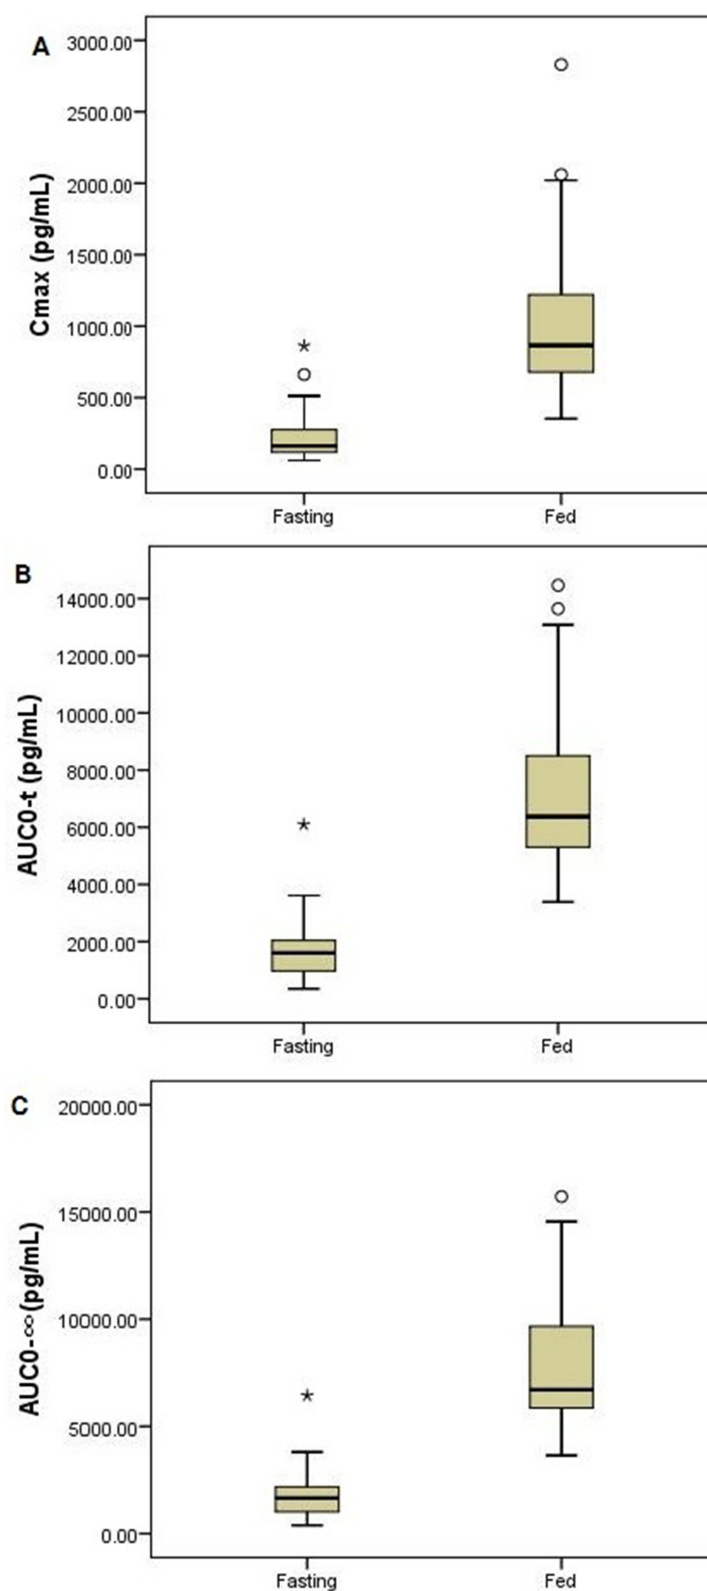 A
Cmax (pg/mL)
3000.00
2500.00
2000.00
1500.00
1000.00
500.00
0.00
Fasting
Fed
B
AUC0-t (pg/mL)
14000.00
12000.00
10000.00
8000.00
6000.00
4000.00
2000.00
0.00
Fasting
Fed
C
AUC0-∞(pg/mL)
20000.00
15000.00
10000.00
5000.00
0.00
Fasting
Fed